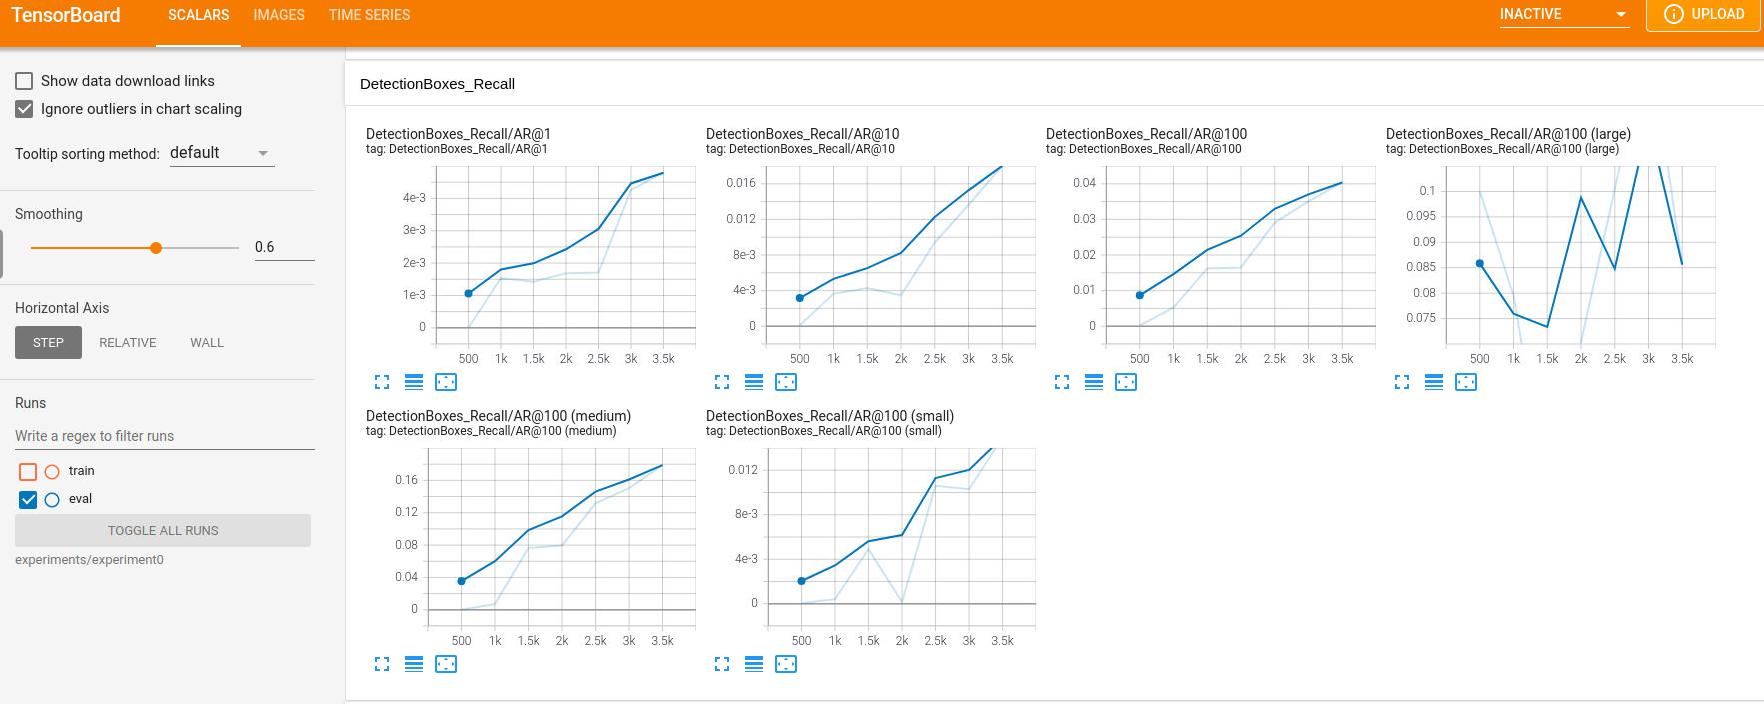 TensorBoard SCALARS IMAGES TIME SERIES INACTIVE UPLOAD
Show data download links
Ignore outliers in chart scaling
Tooltip sorting method: default
Smoothing
0.6
Horizontal Axis
STEP RELATIVE WALL
Runs
Write a regex to filter runs
train
eval
TOGGLE ALL RUNS
experiments/experiment0
DetectionBoxes_Recall
DetectionBoxes_Recall/AR@1
tag: DetectionBoxes_Recall/AR@1
4e-3
3e-3
2e-3
1e-3
0
500 1k 1.5k 2k 2.5k 3k 3.5k
DetectionBoxes_Recall/AR@10
tag: DetectionBoxes_Recall/AR@10
0.016
0.012
8e-3
4e-3
0
500 1k 1.5k 2k 2.5k 3k 3.5k
DetectionBoxes_Recall/AR@100
tag: DetectionBoxes_Recall/AR@100
0.04
0.03
0.02
0.01
0
500 1k 1.5k 2k 2.5k 3k 3.5k
DetectionBoxes_Recall/AR@100 (large)
tag: DetectionBoxes_Recall/AR@100 (large)
0.1
0.095
0.09
0.085
0.08
0.075
500 1k 1.5k 2k 2.5k 3k 3.5k
DetectionBoxes_Recall/AR@100 (medium)
tag: DetectionBoxes_Recall/AR@100 (medium)
0.16
0.12
0.08
0.04
0
500 1k 1.5k 2k 2.5k 3k 3.5k
DetectionBoxes_Recall/AR@100 (small)
tag: DetectionBoxes_Recall/AR@100 (small)
0.012
8e-3
4e-3
0
500 1k 1.5k 2k 2.5k 3k 3.5k